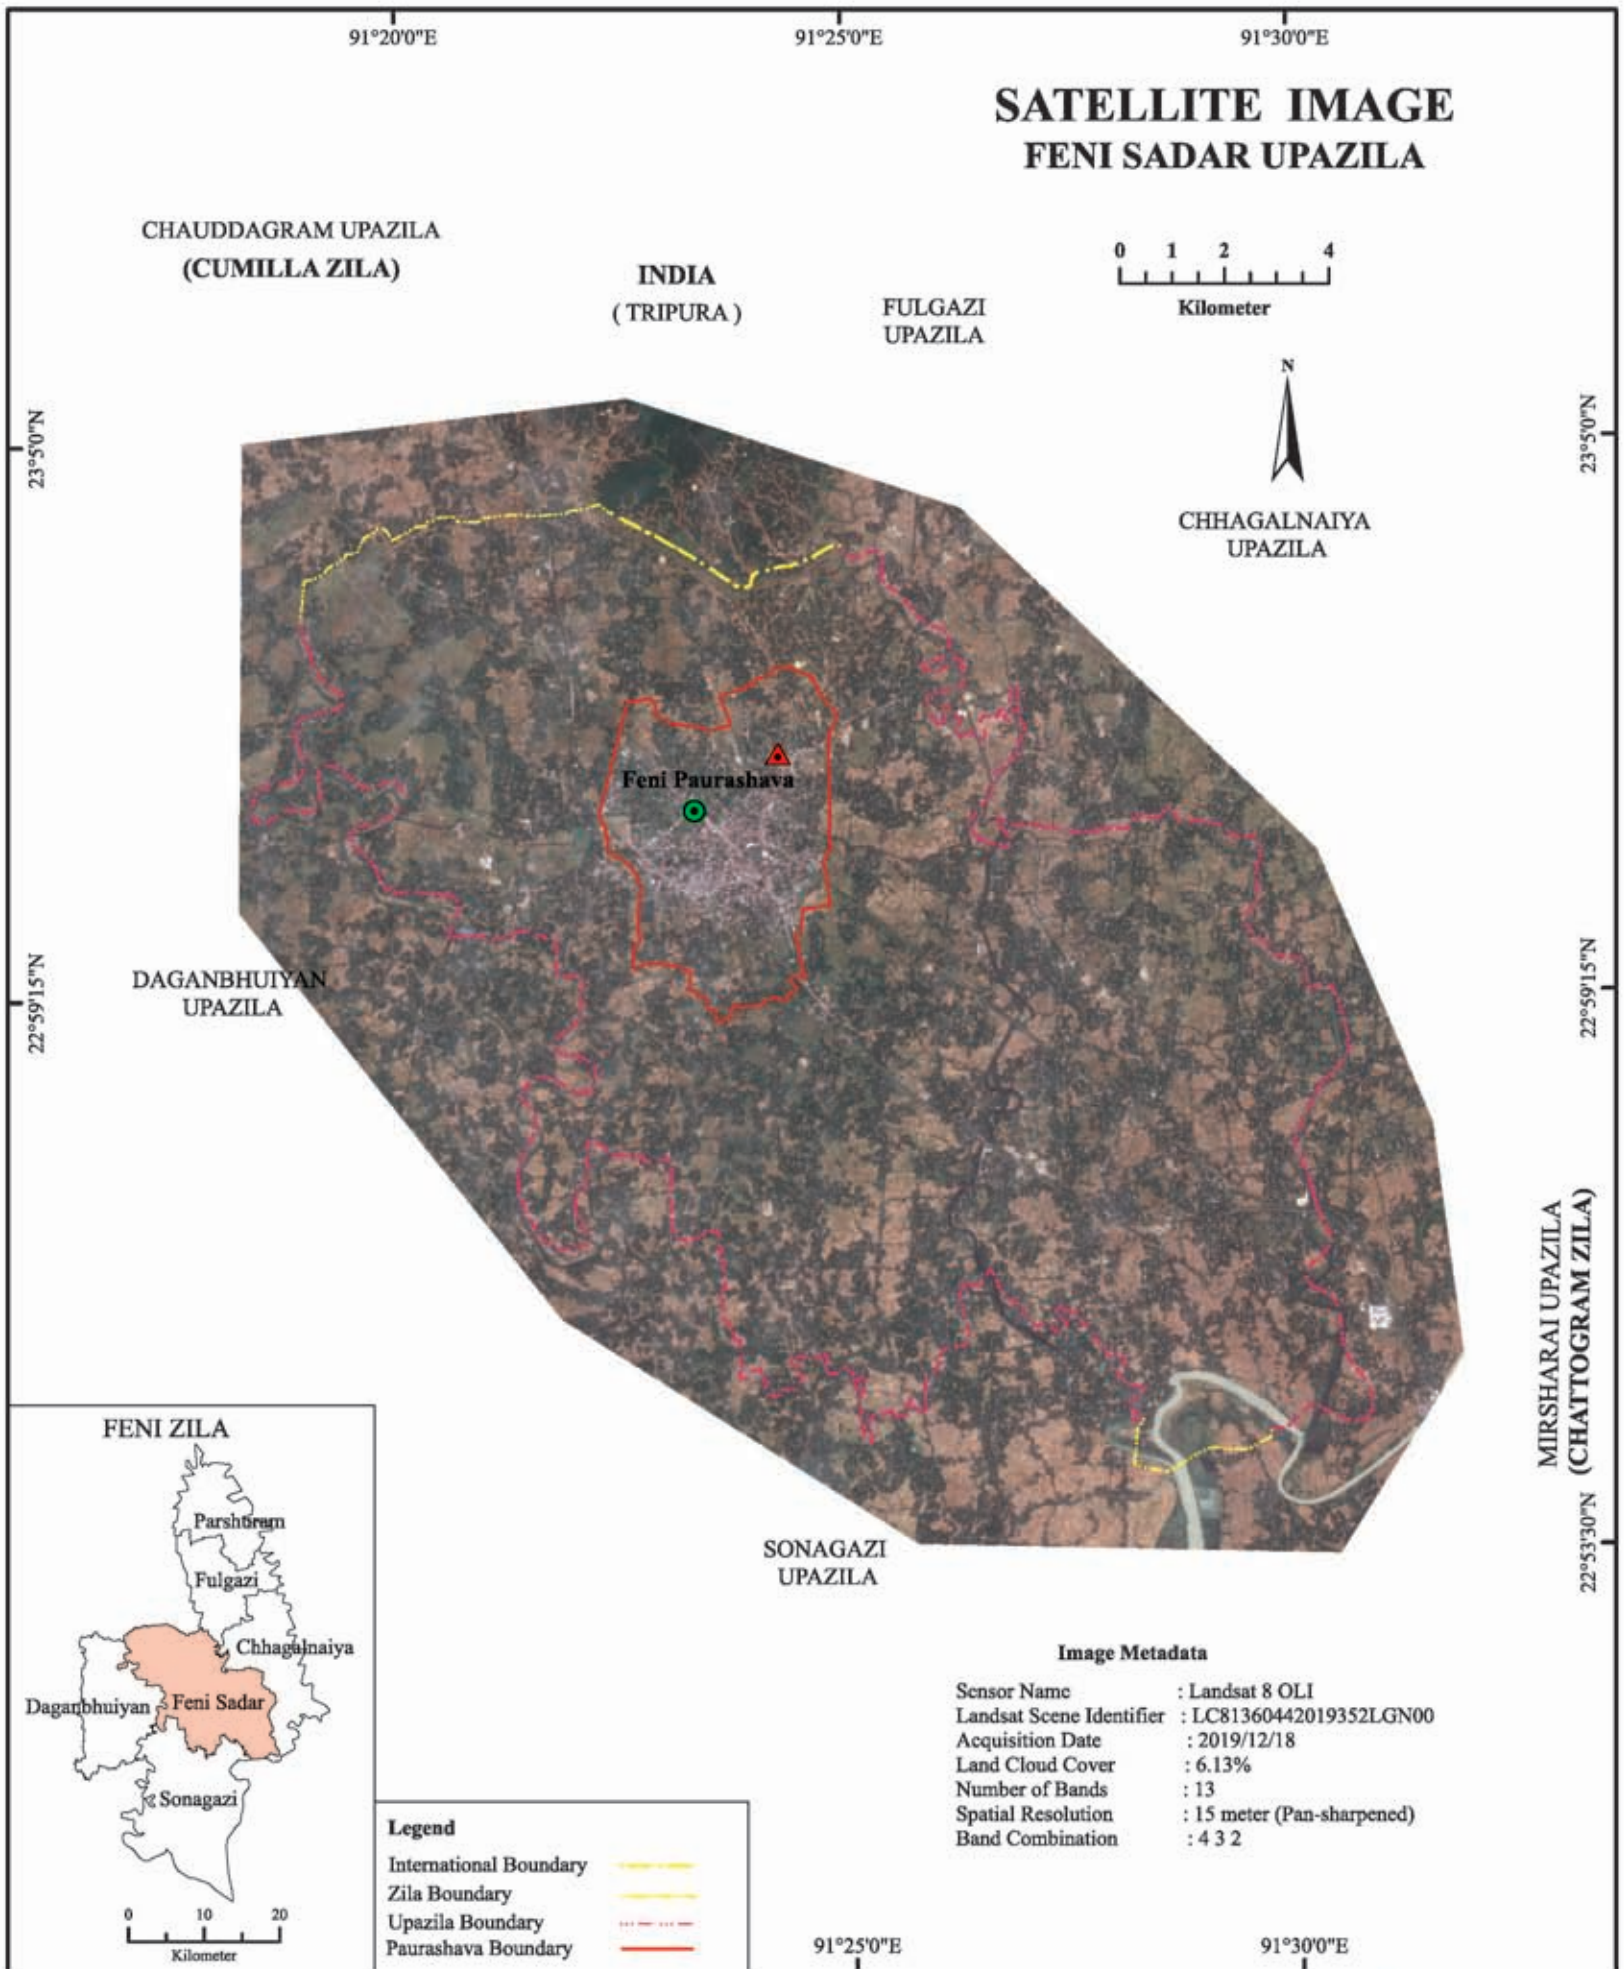 91°20'0"E
91°25'0"E
91°30'0"E
SATELLITE IMAGE
FENI SADAR UPAZILA
CHAUDDAGRAM UPAZILA
(CUMILLA ZILA)
INDIA
( TRIPURA )
FULGAZI
UPAZILA
0 1 2 4
Kilometer
N
23°5'0"N
23°5'0"N
CHHAGALNAIYA
UPAZILA
Feni Paurashava
DAGANBHUIYAN
UPAZILA
22°59'15"N
22°59'15"N
MIRSHARAI UPAZILA
(CHATTOGRAM ZILA)
SONAGAZI
UPAZILA
22°53'30"N
FENI ZILA
Parshuram
Fulgazi
Chhagalnaiya
Daganbhuiyan
Feni Sadar
Sonagazi
0 10 20
Kilometer
Legend
International Boundary
Zila Boundary
Upazila Boundary
Paurashava Boundary
Image Metadata
Sensor Name : Landsat 8 OLI
Landsat Scene Identifier : LC81360442019352LGN00
Acquisition Date : 2019/12/18
Land Cloud Cover : 6.13%
Number of Bands : 13
Spatial Resolution : 15 meter (Pan-sharpened)
Band Combination : 4 3 2
91°25'0"E
91°30'0"E